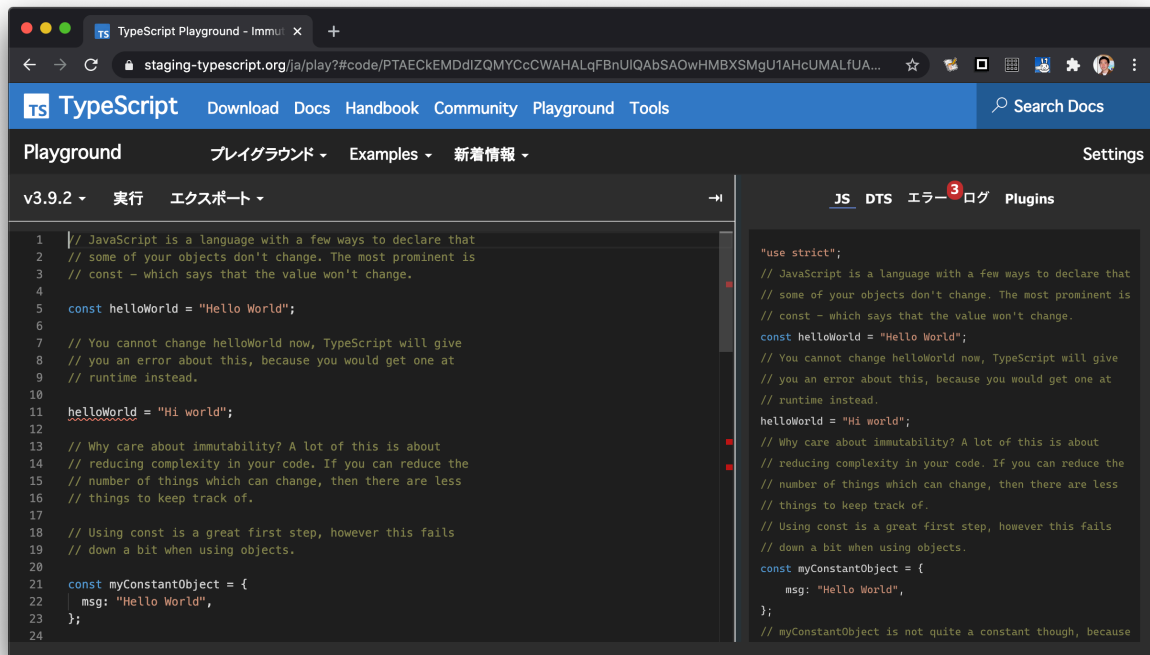 TS TypeScript Playground - Immut
staging-typescript.org/ja/play?#code/PTAECkEMDdIZQMYCcCWAHALqFBnUIQAbSAOwHMBXSMgU1AHcUMALfUA...
TS TypeScript Download Docs Handbook Community Playground Tools Search Docs
Playground プレイグラウンド Examples 新着情報 Settings
v3.9.2 実行 エクスポート
JS DTS エラー 3 ログ Plugins
1 // JavaScript is a language with a few ways to declare that
2 // some of your objects don't change. The most prominent is
3 // const - which says that the value won't change.
4
5 const helloWorld = "Hello World";
6
7 // You cannot change helloWorld now, TypeScript will give
8 // you an error about this, because you would get one at
9 // runtime instead.
10
11 helloWorld = "Hi world";
12
13 // Why care about immutability? A lot of this is about
14 // reducing complexity in your code. If you can reduce the
15 // number of things which can change, then there are less
16 // things to keep track of.
17
18 // Using const is a great first step, however this fails
19 // down a bit when using objects.
20
21 const myConstantObject = {
22 msg: "Hello World",
23 };
24
"use strict";
// JavaScript is a language with a few ways to declare that
// some of your objects don't change. The most prominent is
// const - which says that the value won't change.
const helloWorld = "Hello World";
// You cannot change helloWorld now, TypeScript will give
// you an error about this, because you would get one at
// runtime instead.
helloWorld = "Hi world";
// Why care about immutability? A lot of this is about
// reducing complexity in your code. If you can reduce the
// number of things which can change, then there are less
// things to keep track of.
// Using const is a great first step, however this fails
// down a bit when using objects.
const myConstantObject = {
msg: "Hello World",
};
// myConstantObject is not quite a constant though, because